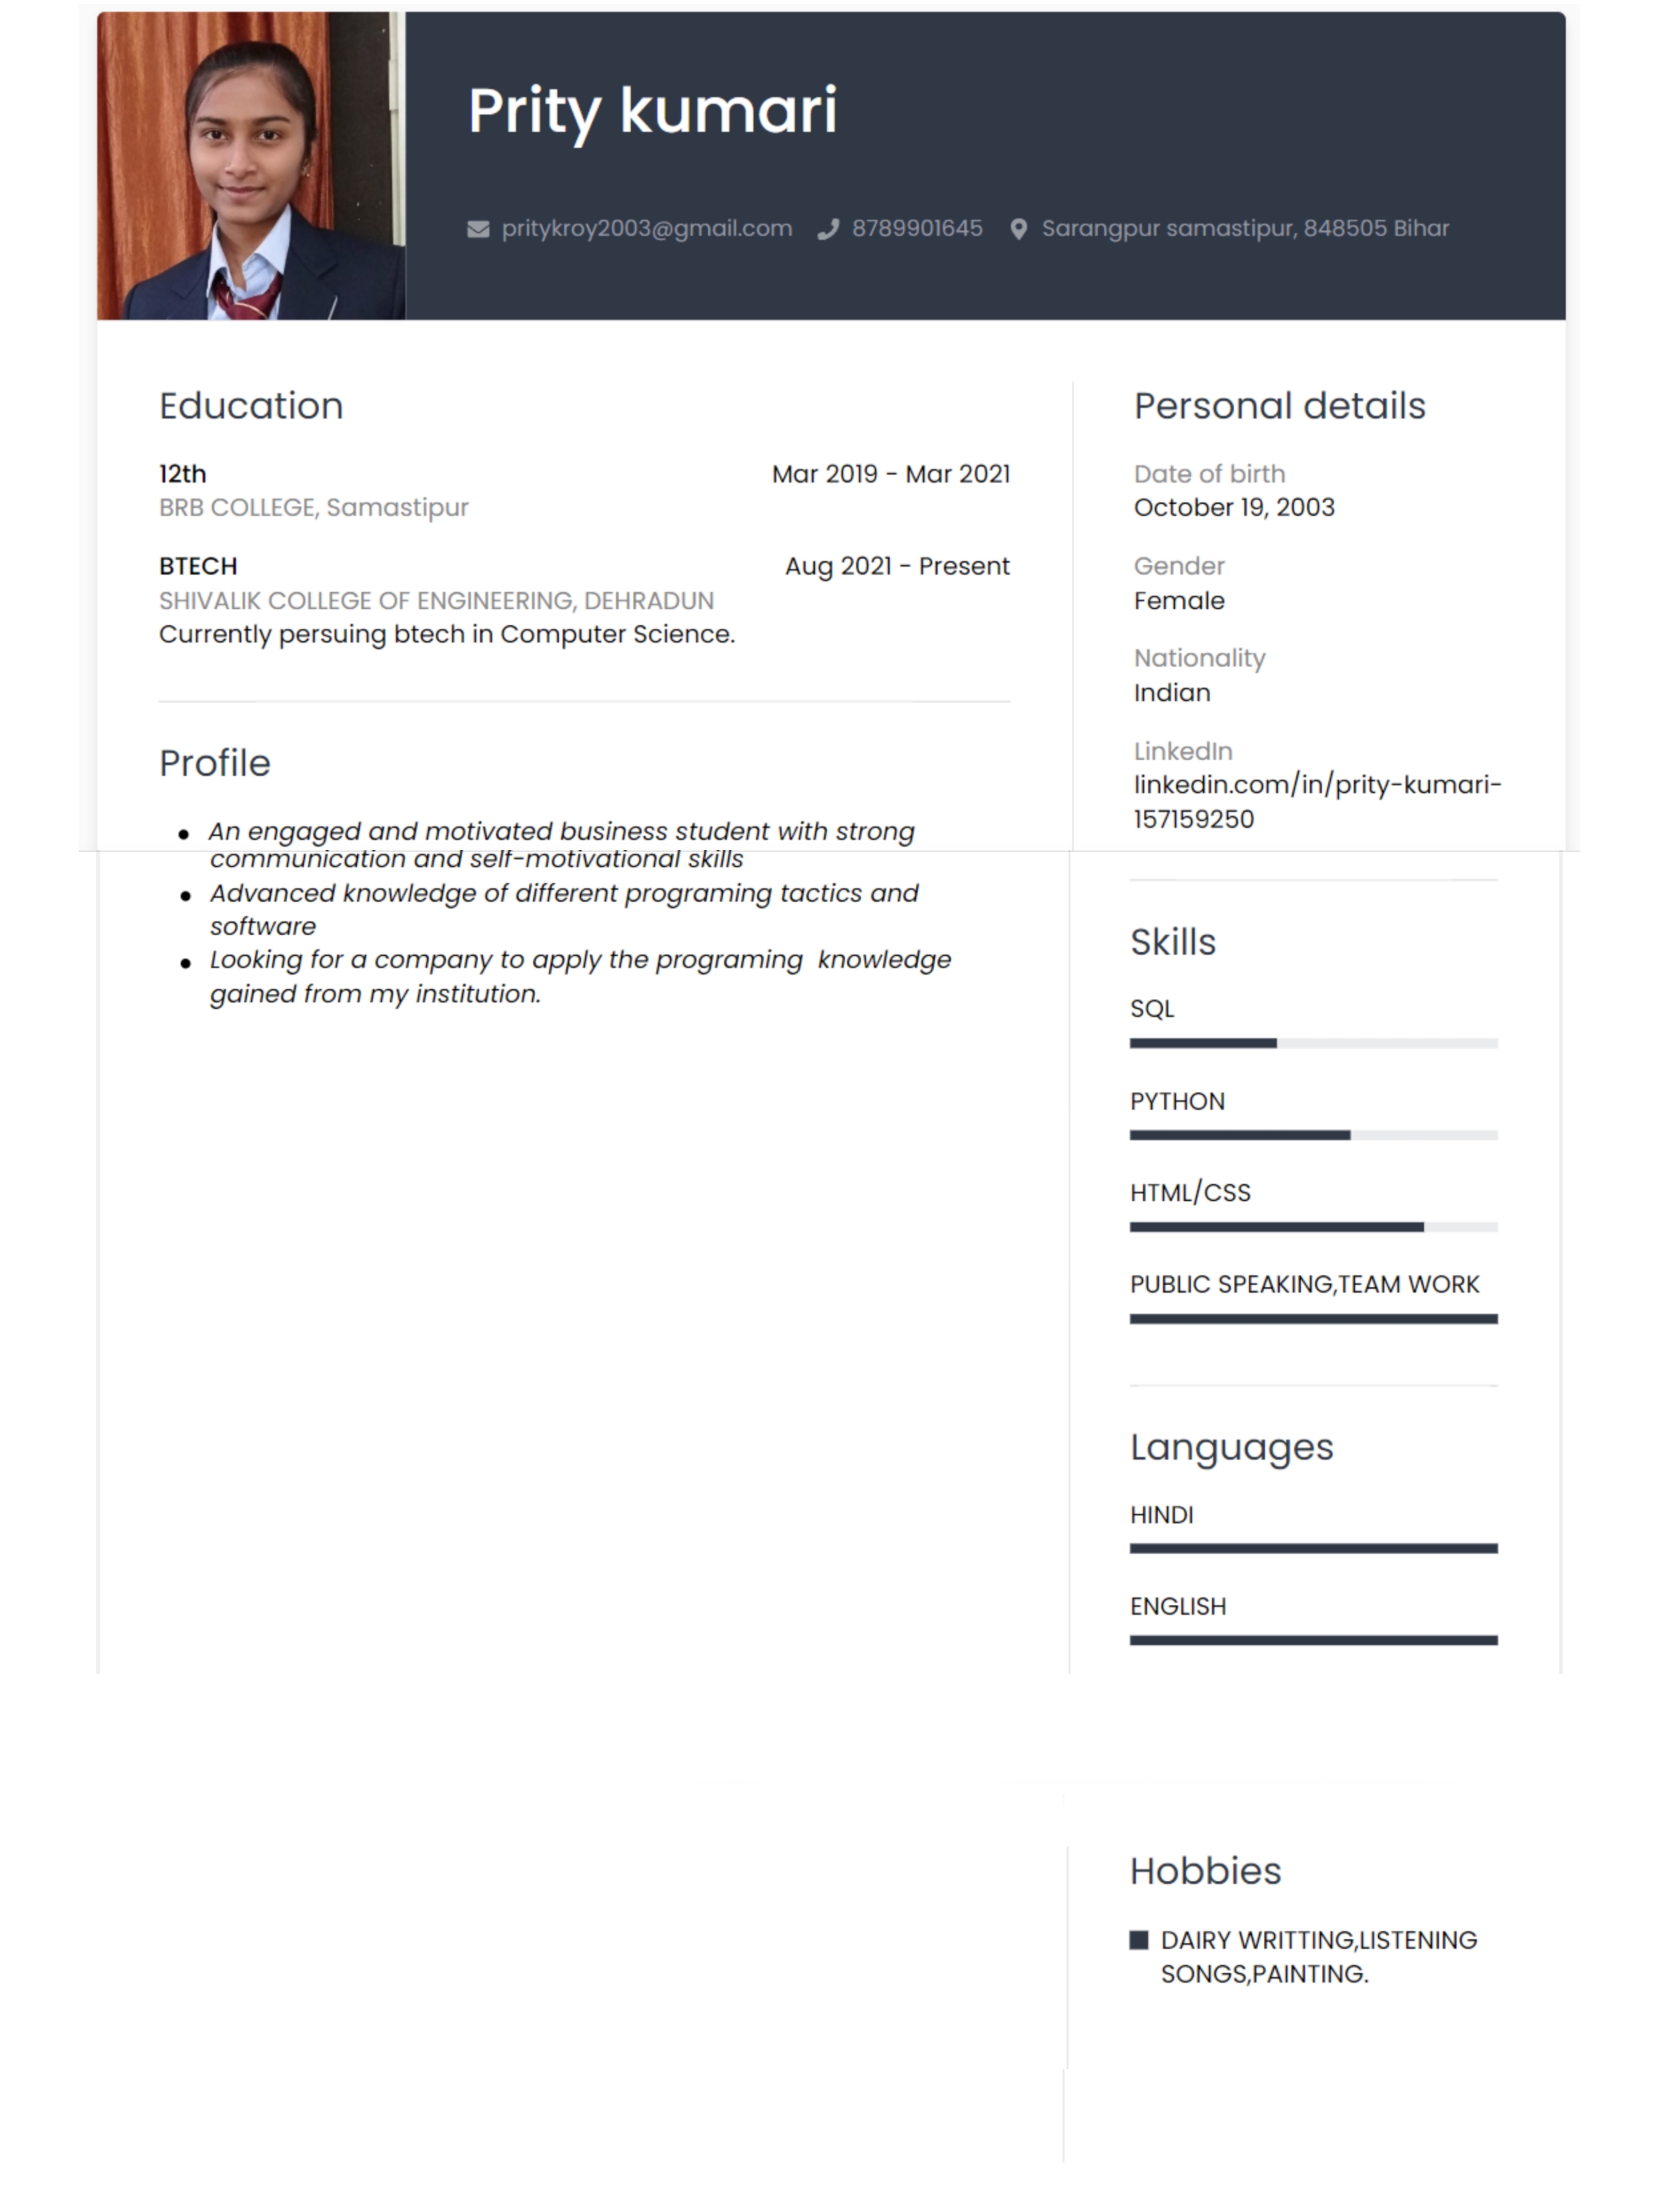 Prity kumari
pritykroy2003@gmail.com 8789901645 Sarangpur samastipur, 848505 Bihar
Education
12th Mar 2019 - Mar 2021
BRB COLLEGE, Samastipur
BTECH Aug 2021 - Present
SHIVALIK COLLEGE OF ENGINEERING, DEHRADUN
Currently persuing btech in Computer Science.
Profile
• An engaged and motivated business student with strong
communication and self-motivational skills
• Advanced knowledge of different programing tactics and
software
• Looking for a company to apply the programing knowledge
gained from my institution.
Personal details
Date of birth
October 19, 2003
Gender
Female
Nationality
Indian
LinkedIn
linkedin.com/in/prity-kumari-
157159250
Skills
SQL
PYTHON
HTML/CSS
PUBLIC SPEAKING,TEAM WORK
Languages
HINDI
ENGLISH
Hobbies
DAIRY WRITTING,LISTENING
SONGS,PAINTING.